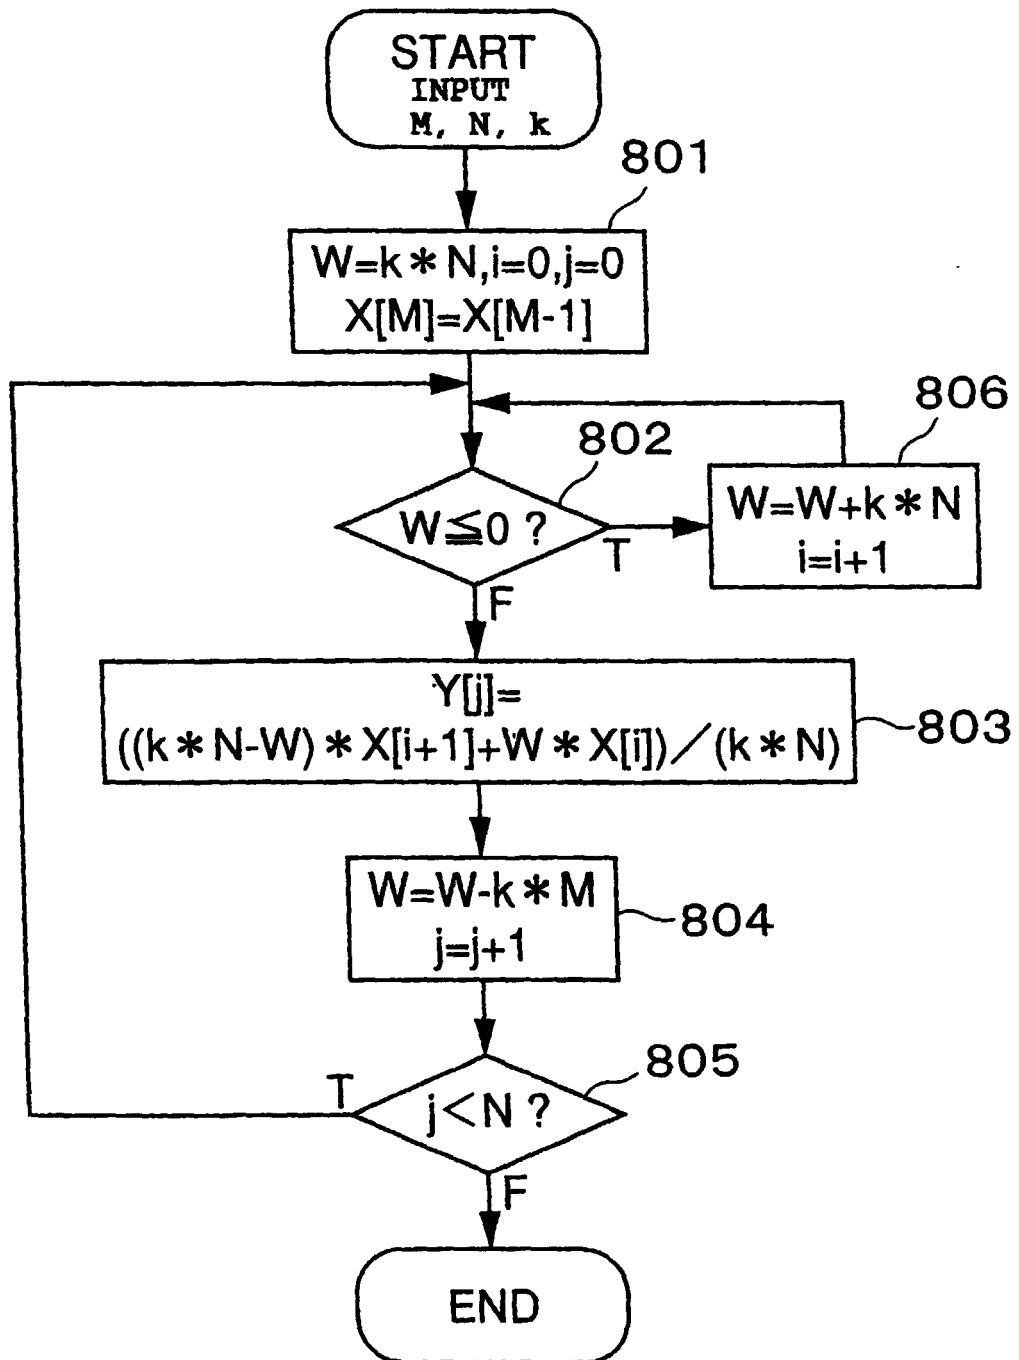 START
INPUT
M, N, k
801
W=k*N,i=0,j=0
X[M]=X[M-1]
806
802
W≦0 ?
T
W=W+k*N
i=i+1
F
Y[j]=
((k*N-W)*X[i+1]+W*X[i])/(k*N)
803
W=W-k*M
j=j+1
804
805
T
j<N ?
F
END